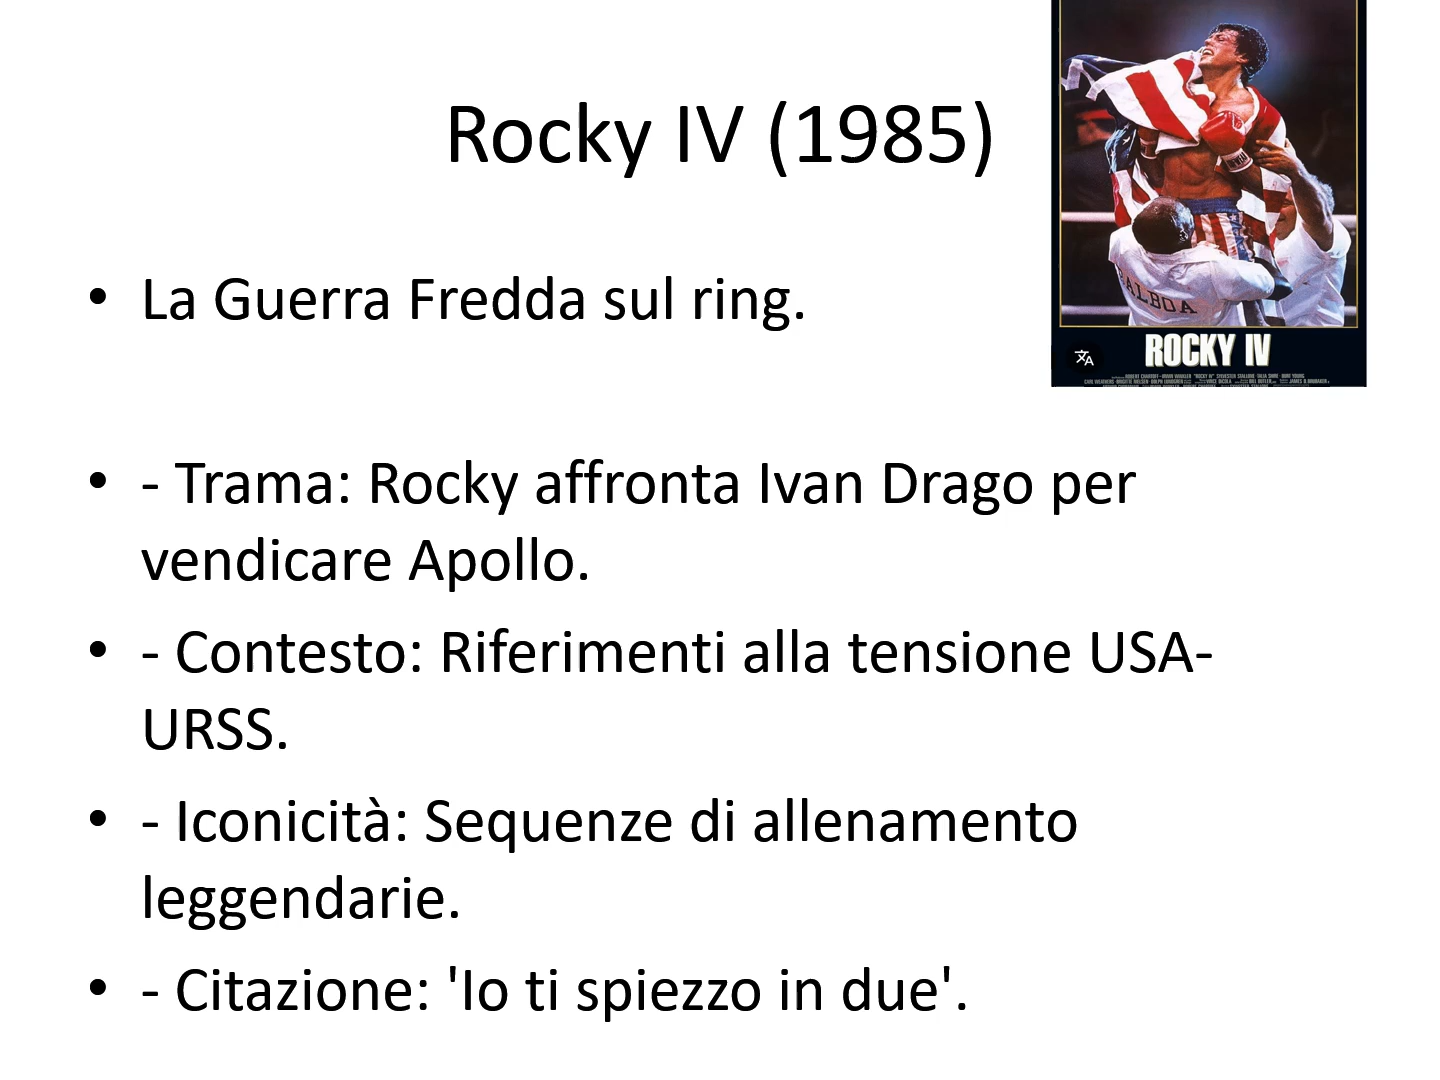 Rocky IV (1985)
• La Guerra Fredda sul ring.
• - Trama: Rocky affronta Ivan Drago per
vendicare Apollo.
• - Contesto: Riferimenti alla tensione USA-
URSS.
• - Iconicità: Sequenze di allenamento
leggendarie.
• - Citazione: 'Io ti spiezzo in due'.
ALBOA
ROCKY IV